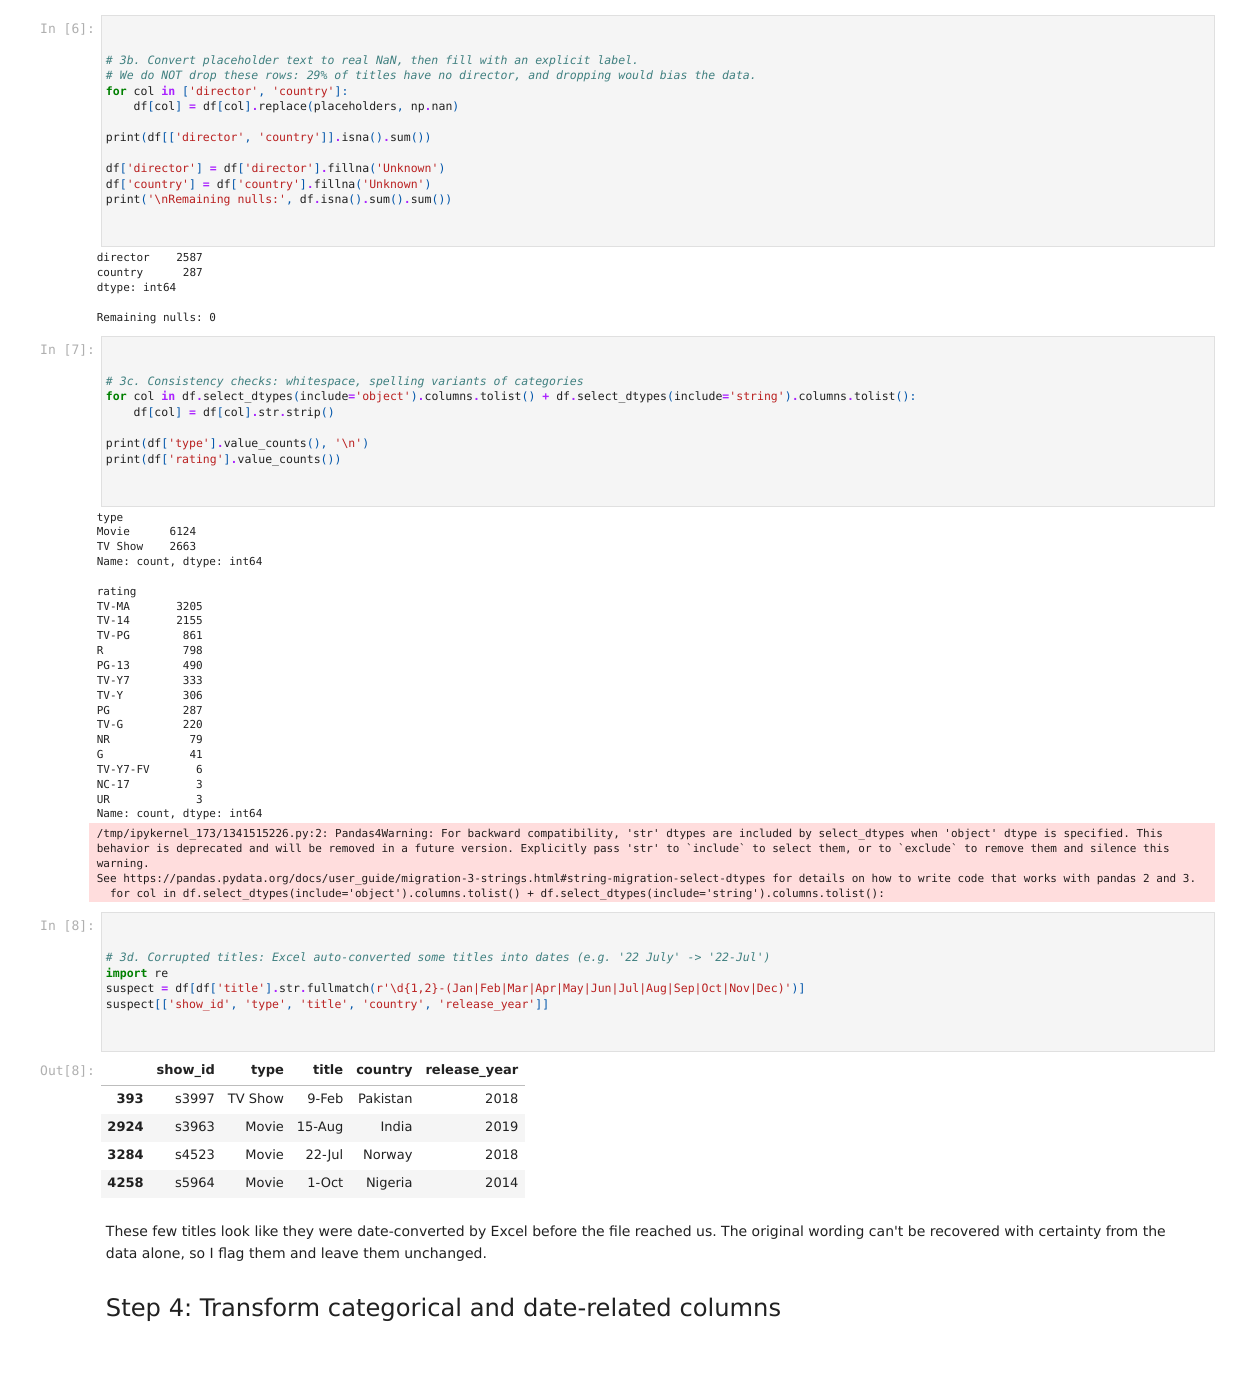 In [6]:
# 3b. Convert placeholder text to real NaN, then fill with an explicit label.
# We do NOT drop these rows: 29% of titles have no director, and dropping would bias the data.
for col in ['director', 'country']:
    df[col] = df[col].replace(placeholders, np.nan)
print(df[['director', 'country']].isna().sum())
df['director'] = df['director'].fillna('Unknown')
df['country'] = df['country'].fillna('Unknown')
print('\nRemaining nulls:', df.isna().sum().sum())
director    2587
country      287
dtype: int64
Remaining nulls: 0
In [7]:
# 3c. Consistency checks: whitespace, spelling variants of categories
for col in df.select_dtypes(include='object').columns.tolist() + df.select_dtypes(include='string').columns.tolist():
    df[col] = df[col].str.strip()
print(df['type'].value_counts(), '\n')
print(df['rating'].value_counts())
type
Movie      6124
TV Show    2663
Name: count, dtype: int64
rating
TV-MA       3205
TV-14       2155
TV-PG        861
R            798
PG-13        490
TV-Y7        333
TV-Y         306
PG           287
TV-G         220
NR            79
G             41
TV-Y7-FV       6
NC-17          3
UR             3
Name: count, dtype: int64
/tmp/ipykernel_173/1341515226.py:2: Pandas4Warning: For backward compatibility, 'str' dtypes are included by select_dtypes when 'object' dtype is specified. This
behavior is deprecated and will be removed in a future version. Explicitly pass 'str' to `include` to select them, or to `exclude` to remove them and silence this
warning.
See https://pandas.pydata.org/docs/user_guide/migration-3-strings.html#string-migration-select-dtypes for details on how to write code that works with pandas 2 and 3.
  for col in df.select_dtypes(include='object').columns.tolist() + df.select_dtypes(include='string').columns.tolist():
In [8]:
# 3d. Corrupted titles: Excel auto-converted some titles into dates (e.g. '22 July' -> '22-Jul')
import re
suspect = df[df['title'].str.fullmatch(r'\d{1,2}-(Jan|Feb|Mar|Apr|May|Jun|Jul|Aug|Sep|Oct|Nov|Dec)')]
suspect[['show_id', 'type', 'title', 'country', 'release_year']]
Out[8]:
show_id type title country release_year
393 s3997 TV Show 9-Feb Pakistan 2018
2924 s3963 Movie 15-Aug India 2019
3284 s4523 Movie 22-Jul Norway 2018
4258 s5964 Movie 1-Oct Nigeria 2014
These few titles look like they were date-converted by Excel before the file reached us. The original wording can't be recovered with certainty from the
data alone, so I flag them and leave them unchanged.
Step 4: Transform categorical and date-related columns